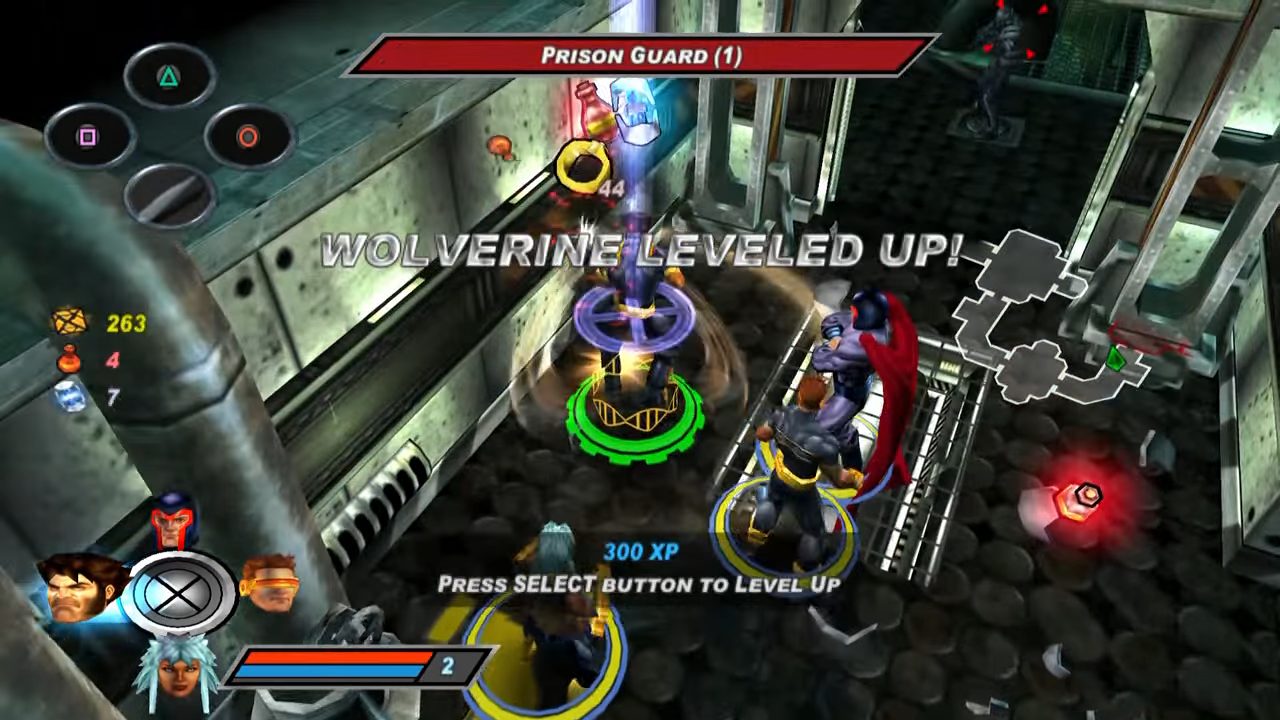 PRISON GUARD (1)
44
WOLVERINE LEVELED UP!
263
4
7
300 XP
PRESS SELECT BUTTON TO LEVEL UP
2